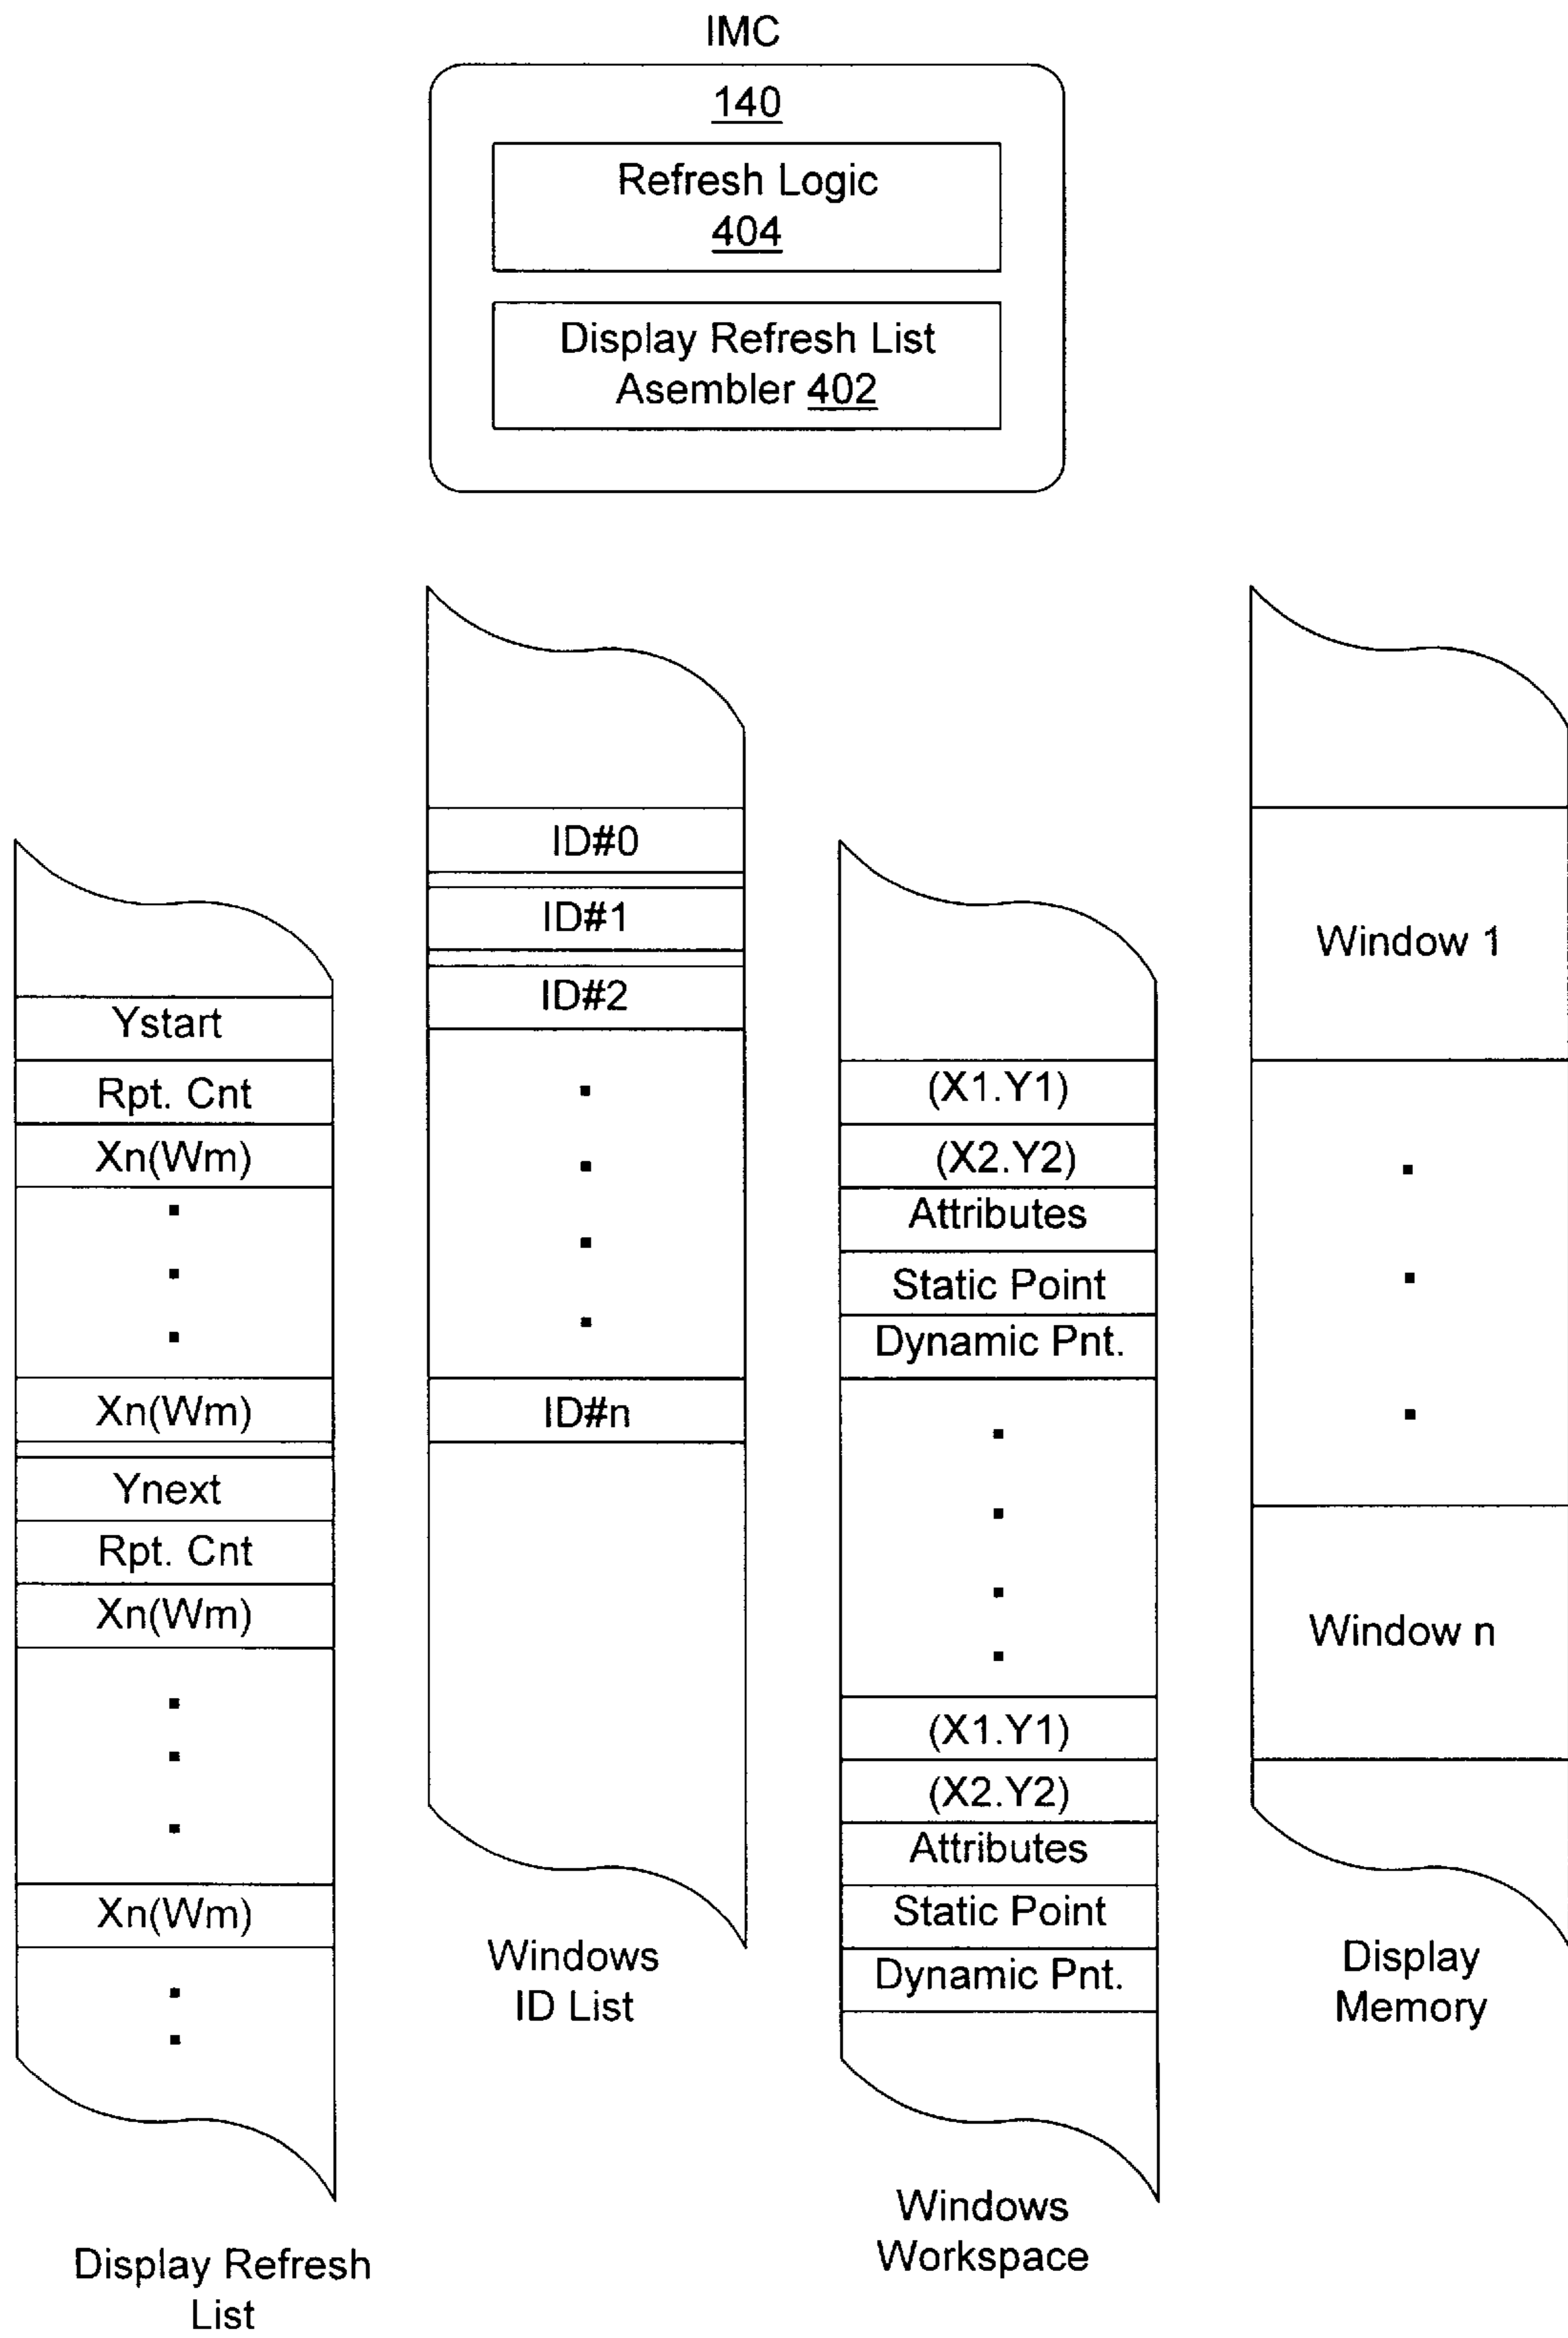 IMC
140
Refresh Logic
404
Display Refresh List
Asembler 402
Ystart
Rpt. Cnt
Xn(Wm)
Xn(Wm)
Ynext
Rpt. Cnt
Xn(Wm)
Xn(Wm)
Display Refresh
List
ID#0
ID#1
ID#2
ID#n
Windows
ID List
(X1.Y1)
(X2.Y2)
Attributes
Static Point
Dynamic Pnt.
(X1.Y1)
(X2.Y2)
Attributes
Static Point
Dynamic Pnt.
Windows
Workspace
Window 1
Window n
Display
Memory